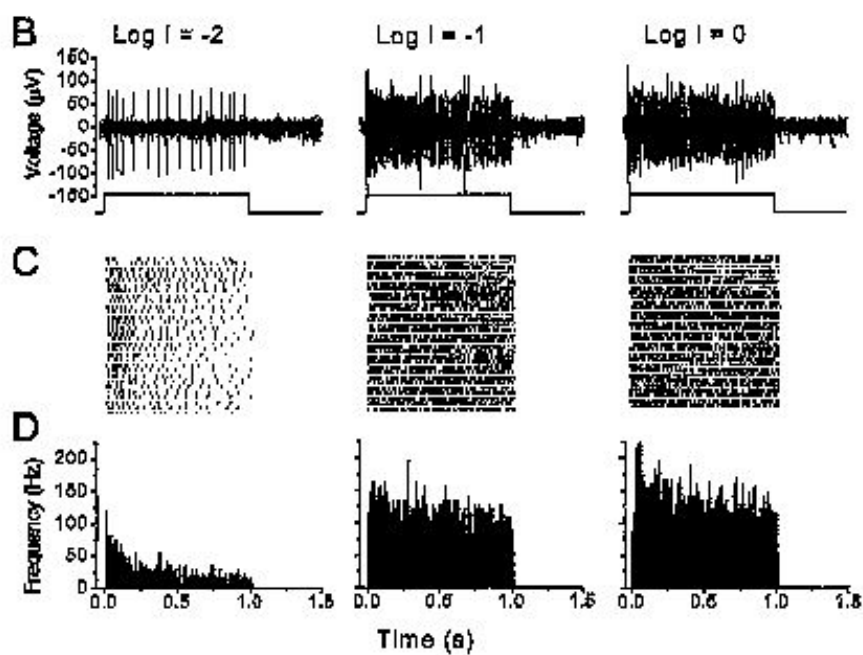 B
Log I = -2
Log I = -1
Log I = 0
Voltage (µV)
150
100
50
0
-50
-100
-150
C
D
Frequency (Hz)
200
150
100
50
0
0.0 0.5 1.0 1.5
0.0 0.5 1.0 1.5
0.0 0.5 1.0 1.5
Time (s)